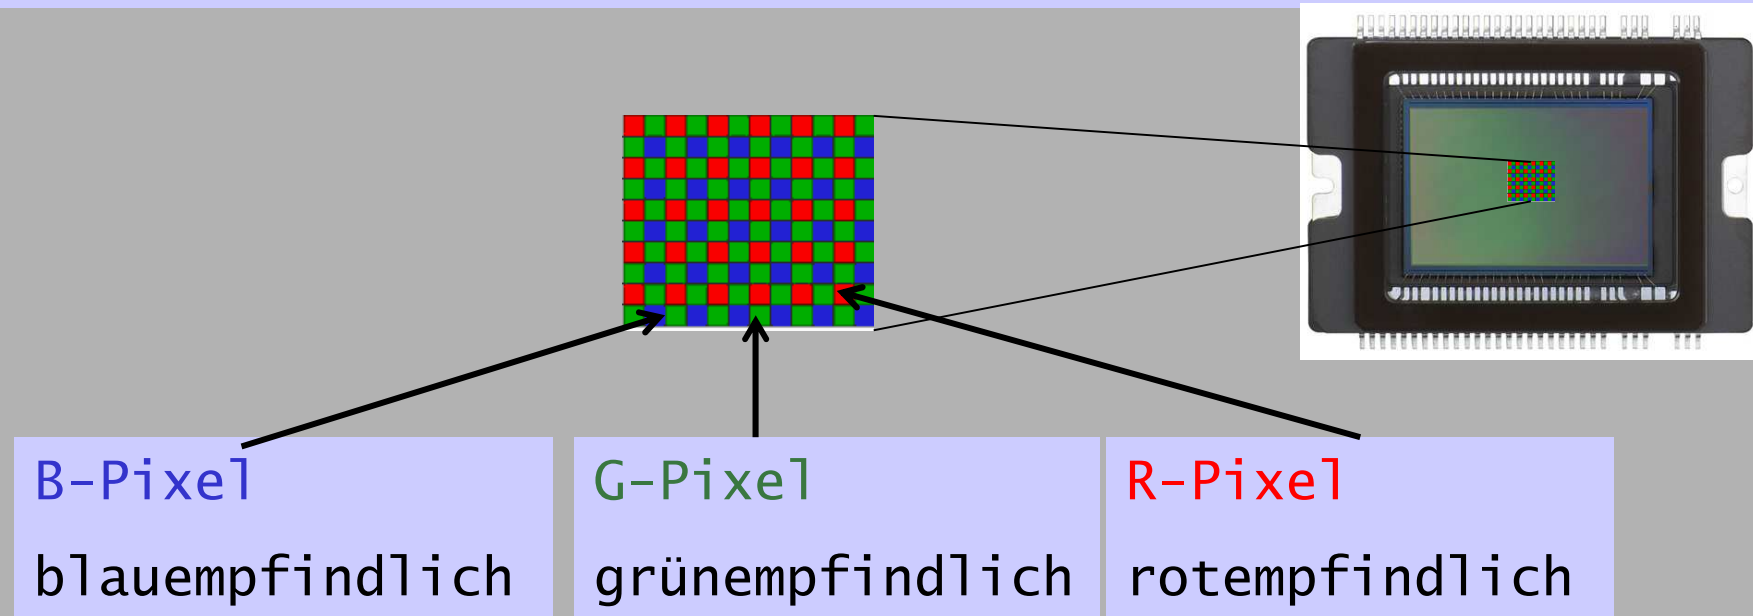 B-Pixel
blauempfindlich
G-Pixel
grünempfindlich
R-Pixel
rotempfindlich